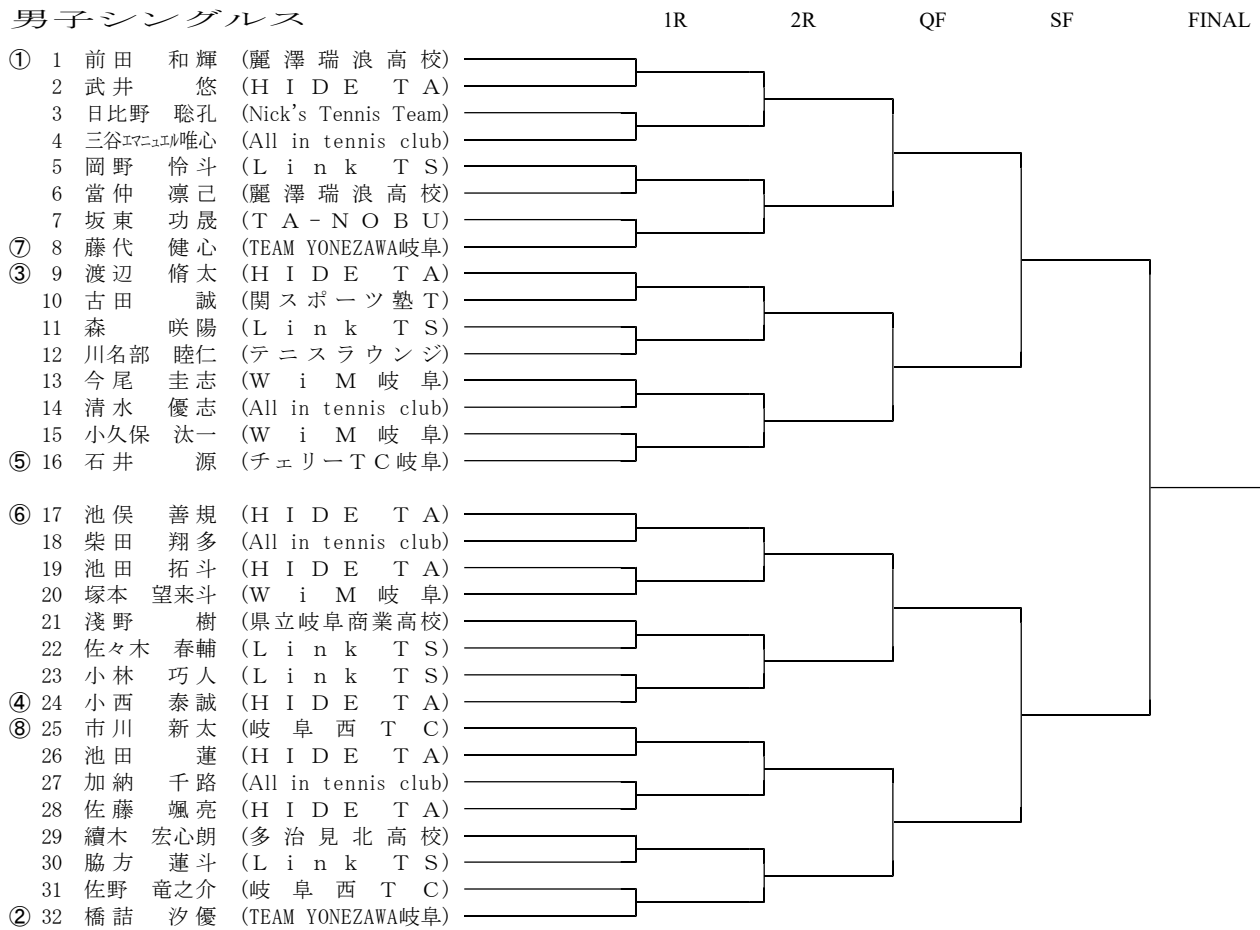 男子シングルス 1R 2R QF SF FINAL
① 1 前田 和輝 (麗澤瑞浪高校)
2 武井 悠 (HIDE TA)
3 日比野 聡孔 (Nick's Tennis Team)
4 三谷エマニュエル唯心 (All in tennis club)
5 岡野 怜斗 (Link TS)
6 當仲 凛己 (麗澤瑞浪高校)
7 坂東 功晟 (TA-NOBU)
⑦ 8 藤代 健心 (TEAM YONEZAWA岐阜)
③ 9 渡辺 脩太 (HIDE TA)
10 古田 誠 (関スポーツ塾T)
11 森 咲陽 (Link TS)
12 川名部 睦仁 (テニスラウンジ)
13 今尾 圭志 (WiM岐阜)
14 清水 優志 (All in tennis club)
15 小久保 汰一 (WiM岐阜)
⑤ 16 石井 源 (チェリーTC岐阜)
⑥ 17 池俣 善規 (HIDE TA)
18 柴田 翔多 (All in tennis club)
19 池田 拓斗 (HIDE TA)
20 塚本 望来斗 (WiM岐阜)
21 淺野 樹 (県立岐阜商業高校)
22 佐々木 春輔 (Link TS)
23 小林 巧人 (Link TS)
④ 24 小西 泰誠 (HIDE TA)
⑧ 25 市川 新太 (岐阜西TC)
26 池田 蓮 (HIDE TA)
27 加納 千路 (All in tennis club)
28 佐藤 颯亮 (HIDE TA)
29 續木 宏心朗 (多治見北高校)
30 脇方 蓮斗 (Link TS)
31 佐野 竜之介 (岐阜西TC)
② 32 橋詰 汐優 (TEAM YONEZAWA岐阜)